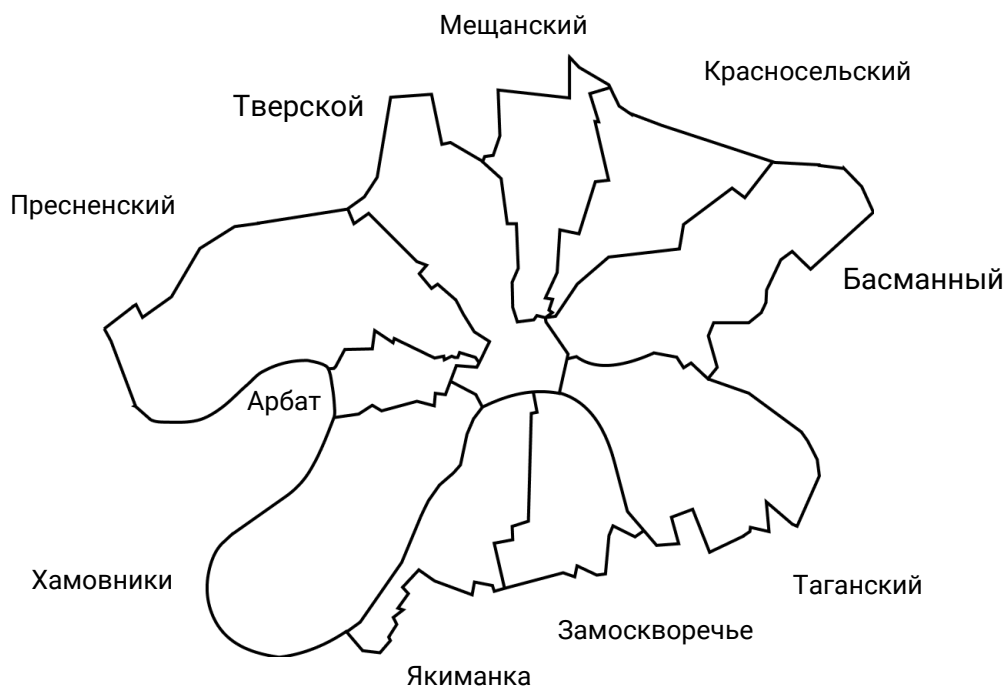 Мещанский
Красносельский
Тверской
Пресненский
Басманный
Арбат
Хамовники
Таганский
Замоскворечье
Якиманка